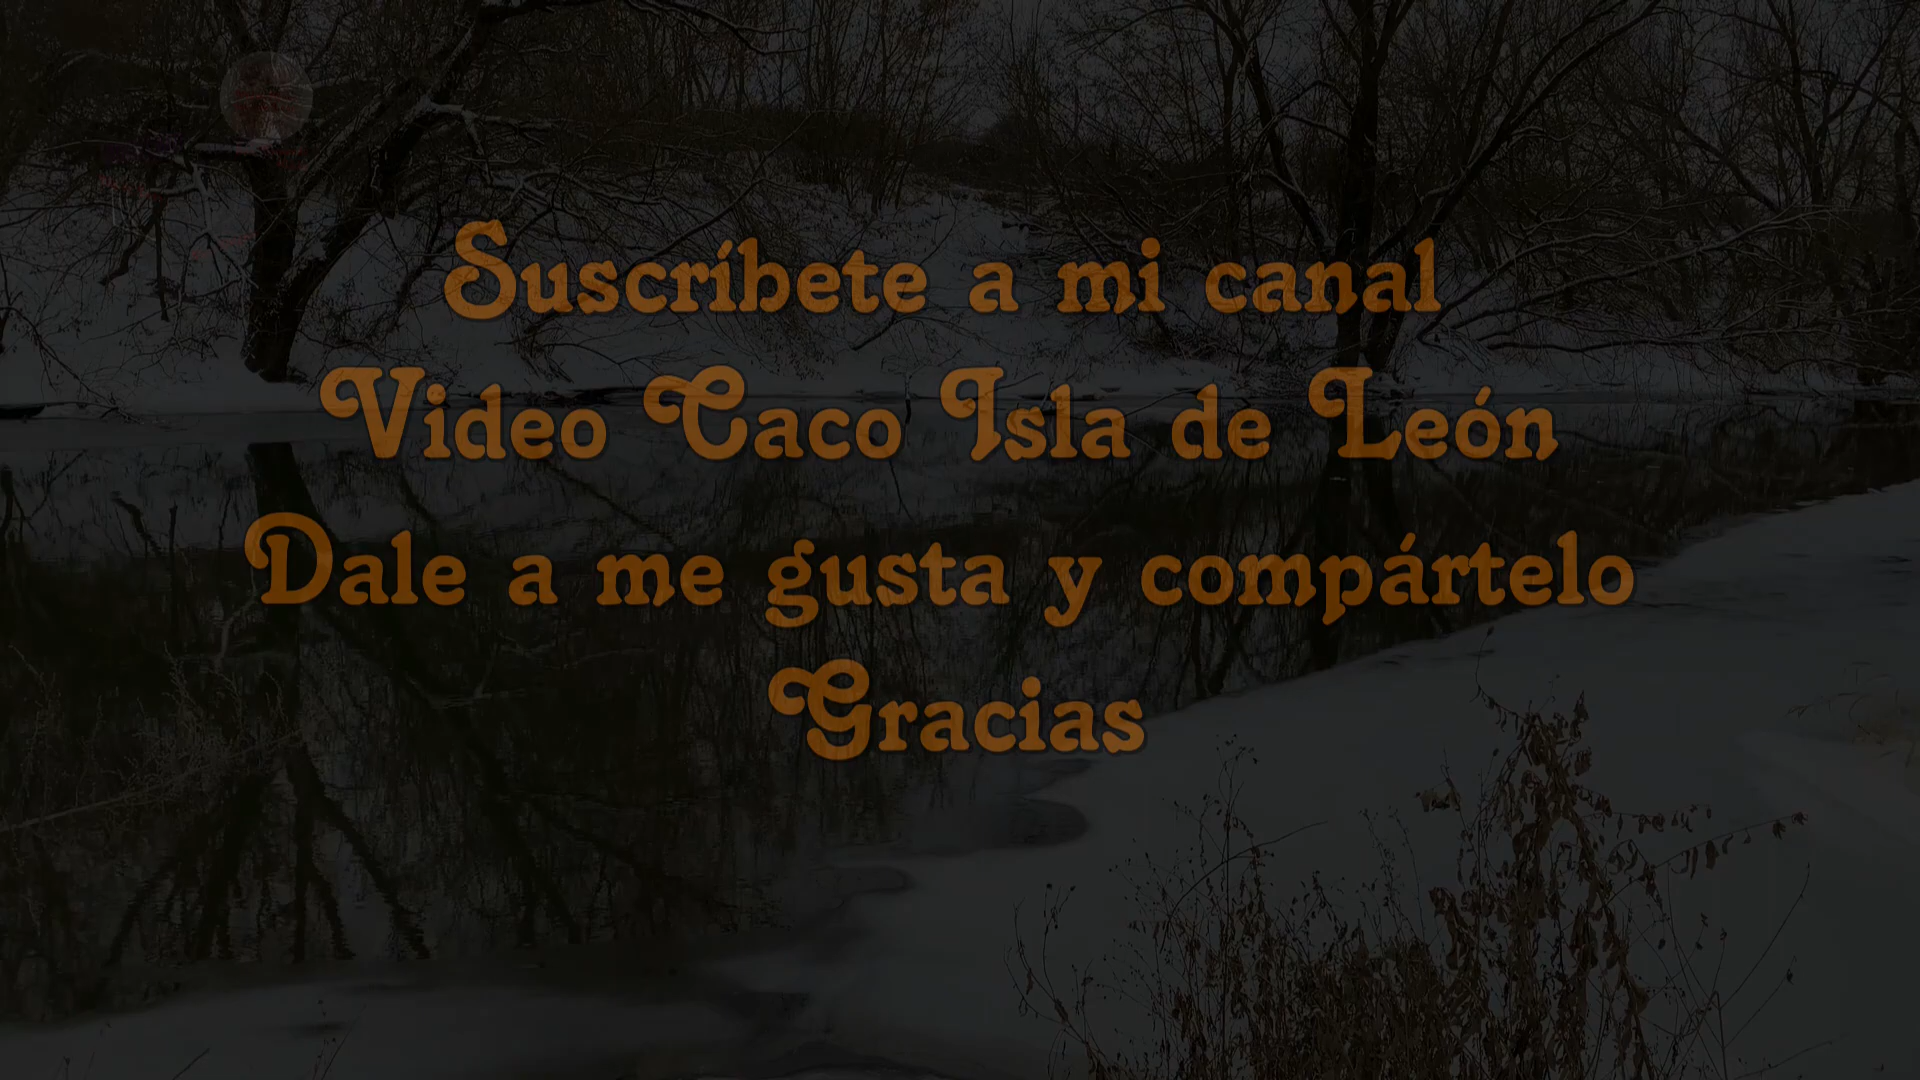 Suscríbete a mi canal
Video Caco Isla de León
Dale a me gusta y compártelo
Gracias